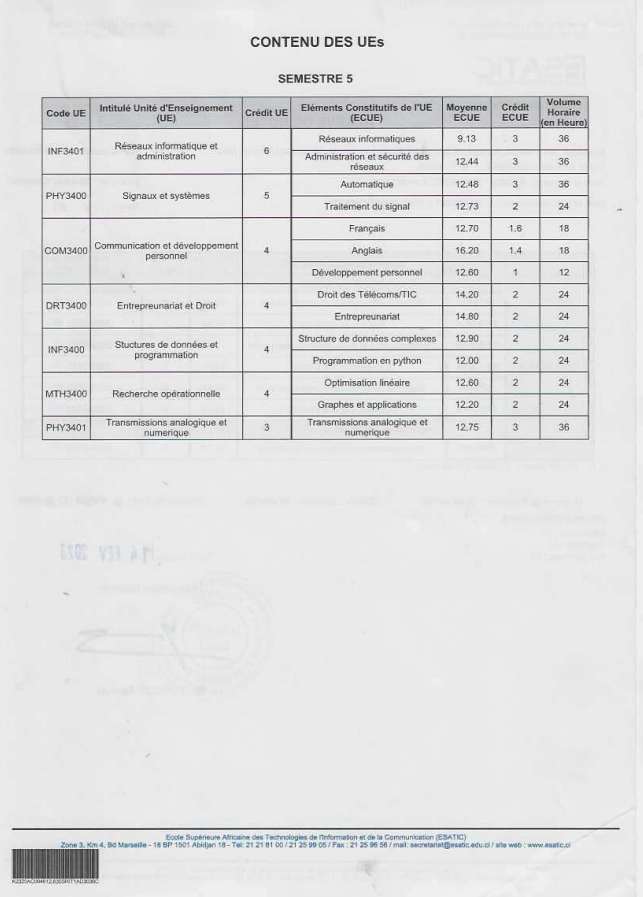 CONTENU DES UEs
SEMESTRE 5
Code UE | Intitulé Unité d'Enseignement (UE) | Crédit UE | Eléments Constitutifs de l'UE (ECUE) | Moyenne ECUE | Crédit ECUE | Volume Horaire (en Heure)
INF3401 | Réseaux informatique et administration | 6 | Réseaux informatiques | 9.13 | 3 | 36
Administration et sécurité des réseaux | 12.44 | 3 | 36
PHY3400 | Signaux et systèmes | 5 | Automatique | 12.48 | 3 | 36
Traitement du signal | 12.73 | 2 | 24
COM3400 | Communication et développement personnel | 4 | Français | 12.70 | 1.6 | 18
Anglais | 16.20 | 1.4 | 18
Développement personnel | 12.60 | 1 | 12
DRT3400 | Entrepreunariat et Droit | 4 | Droit des Télécoms/TIC | 14.20 | 2 | 24
Entrepreunariat | 14.80 | 2 | 24
INF3400 | Stuctures de données et programmation | 4 | Structure de données complexes | 12.90 | 2 | 24
Programmation en python | 12.00 | 2 | 24
MTH3400 | Recherche opérationnelle | 4 | Optimisation linéaire | 12.60 | 2 | 24
Graphes et applications | 12.20 | 2 | 24
PHY3401 | Transmissions analogique et numerique | 3 | Transmissions analogique et numerique | 12.75 | 3 | 36
Ecole Supérieure Africaine des Technologies de l'Information et de la Communication (ESATIC)
Zone 3, Km 4, Bd Marseille - 18 BP 1501 Abidjan 18 - Tel: 21 21 81 00 / 21 25 99 05 / Fax : 21 25 96 56 / mail: secretariat@esatic.edu.ci / site web : www.esatic.ci